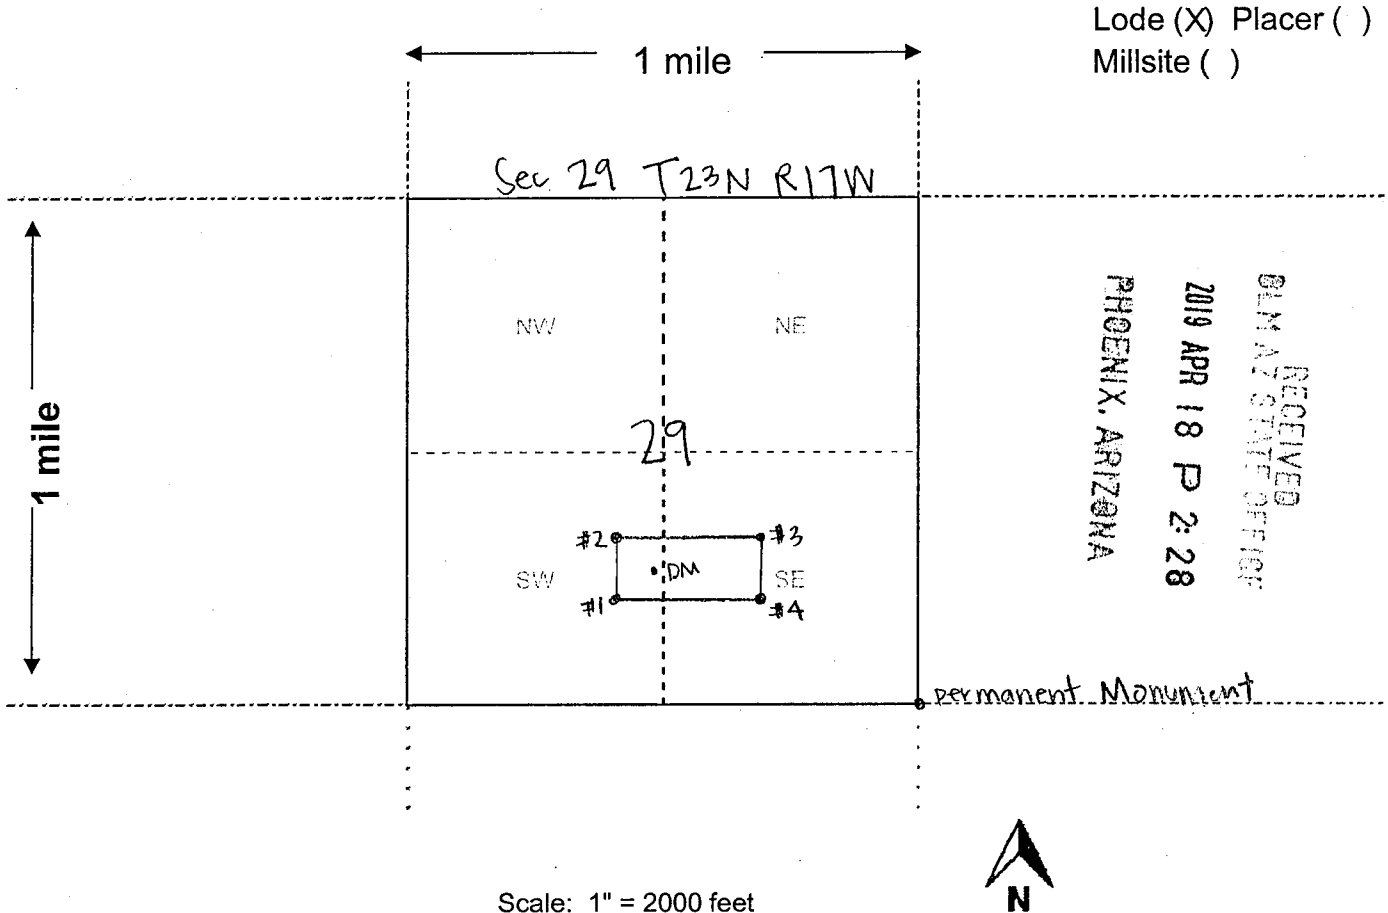 Lode (X) Placer ( )
Millsite ( )
1 mile
Sec 29 T23N R17W
NW
NE
1 mile
29
#2
#3
DM
SW
SE
#1
#4
Permanent Monument
RECEIVED
BLM AZ STATE OFFICE
2019 APR 18 P 2:28
PHOENIX, ARIZONA
N
Scale: 1" = 2000 feet